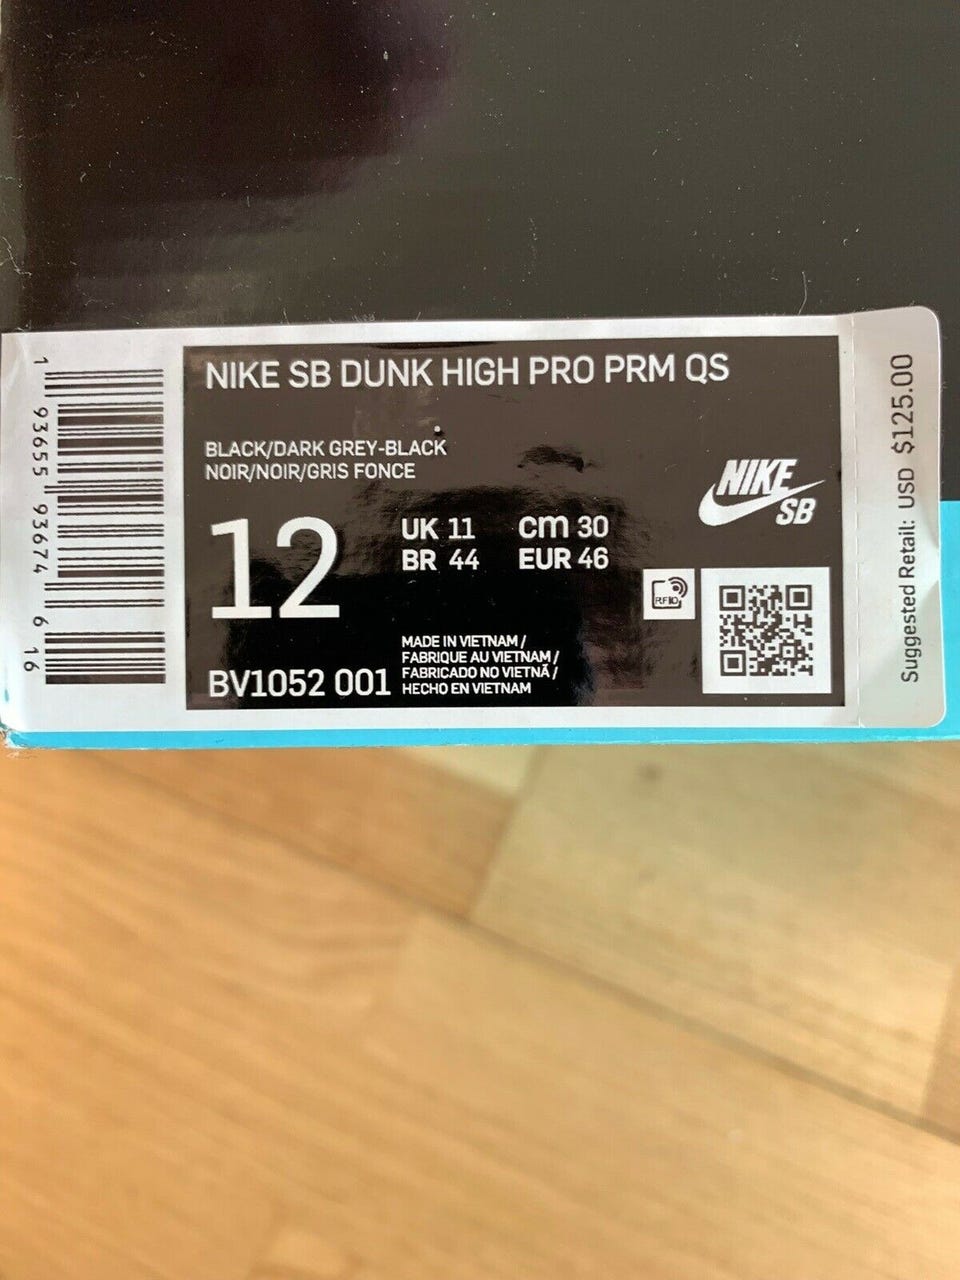 NIKE SB DUNK HIGH PRO PRM QS
BLACK/DARK GREY-BLACK
NOIR/NOIR/GRIS FONCE
12
UK 11 cm 30
BR 44 EUR 46
MADE IN VIETNAM /
FABRIQUE AU VIETNAM /
FABRICADO NO VIETNÃ /
HECHO EN VIETNAM
BV1052 001
NIKE
SB
RFID
1 93655 93674 6 16
Suggested Retail: USD $125.00